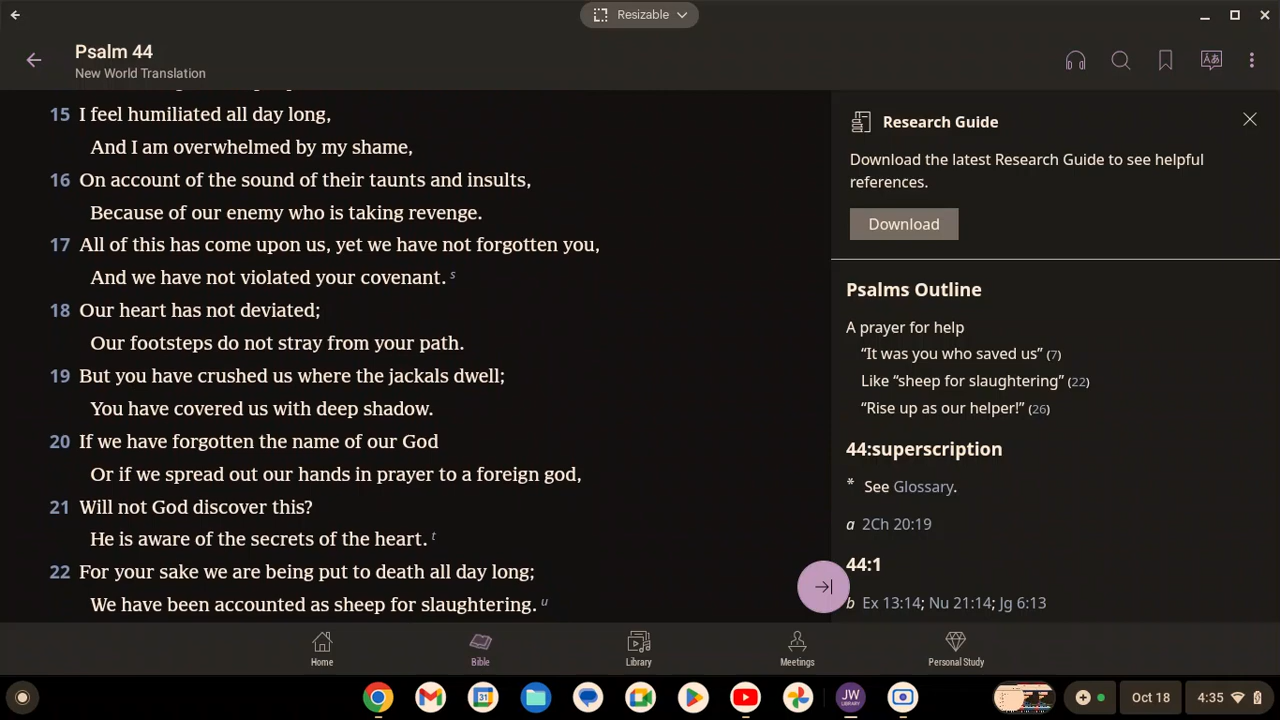 Resizable
Psalm 44
New World Translation
15 I feel humiliated all day long,
And I am overwhelmed by my shame,
16 On account of the sound of their taunts and insults,
Because of our enemy who is taking revenge.
17 All of this has come upon us, yet we have not forgotten you,
And we have not violated your covenant. s
18 Our heart has not deviated;
Our footsteps do not stray from your path.
19 But you have crushed us where the jackals dwell;
You have covered us with deep shadow.
20 If we have forgotten the name of our God
Or if we spread out our hands in prayer to a foreign god,
21 Will not God discover this?
He is aware of the secrets of the heart. t
22 For your sake we are being put to death all day long;
We have been accounted as sheep for slaughtering. u
Research Guide
Download the latest Research Guide to see helpful
references.
Download
Psalms Outline
A prayer for help
“It was you who saved us” (7)
Like “sheep for slaughtering” (22)
“Rise up as our helper!” (26)
44:superscription
* See Glossary.
a 2Ch 20:19
44:1
b Ex 13:14; Nu 21:14; Jg 6:13
Home
Bible
Library
Meetings
Personal Study
31
JW
LIBRARY
Oct 18
4:35